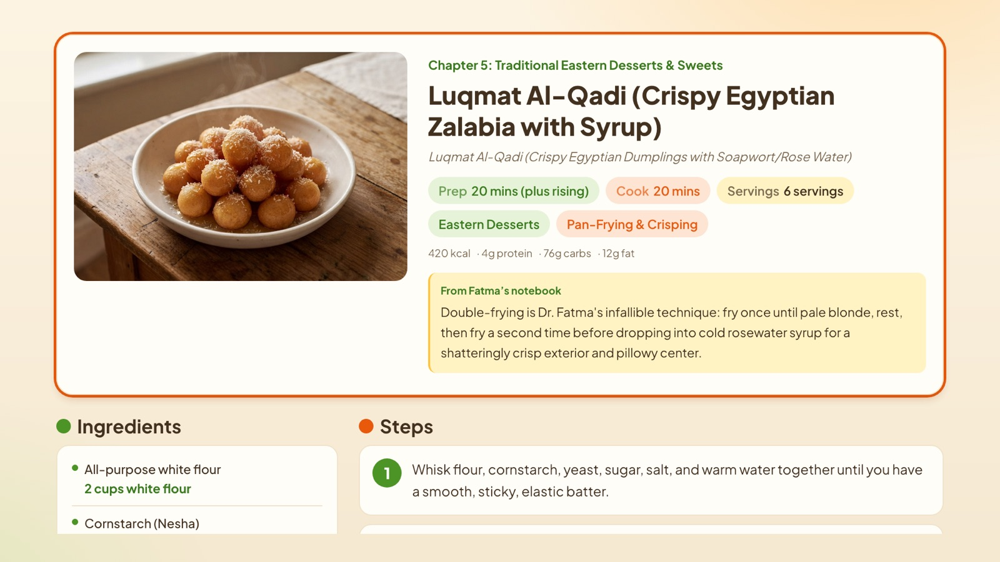 Chapter 5: Traditional Eastern Desserts & Sweets
Luqmat Al-Qadi (Crispy Egyptian
Zalabia with Syrup)
Luqmat Al-Qadi (Crispy Egyptian Dumplings with Soapwort/Rose Water)
Prep 20 mins (plus rising) Cook 20 mins Servings 6 servings
Eastern Desserts Pan-Frying & Crisping
420 kcal · 4g protein · 76g carbs · 12g fat
From Fatma’s notebook
Double-frying is Dr. Fatma's infallible technique: fry once until pale blonde, rest,
then fry a second time before dropping into cold rosewater syrup for a
shatteringly crisp exterior and pillowy center.
Ingredients
All-purpose white flour
2 cups white flour
Cornstarch (Nesha)
Steps
1 Whisk flour, cornstarch, yeast, sugar, salt, and warm water together until you have
a smooth, sticky, elastic batter.